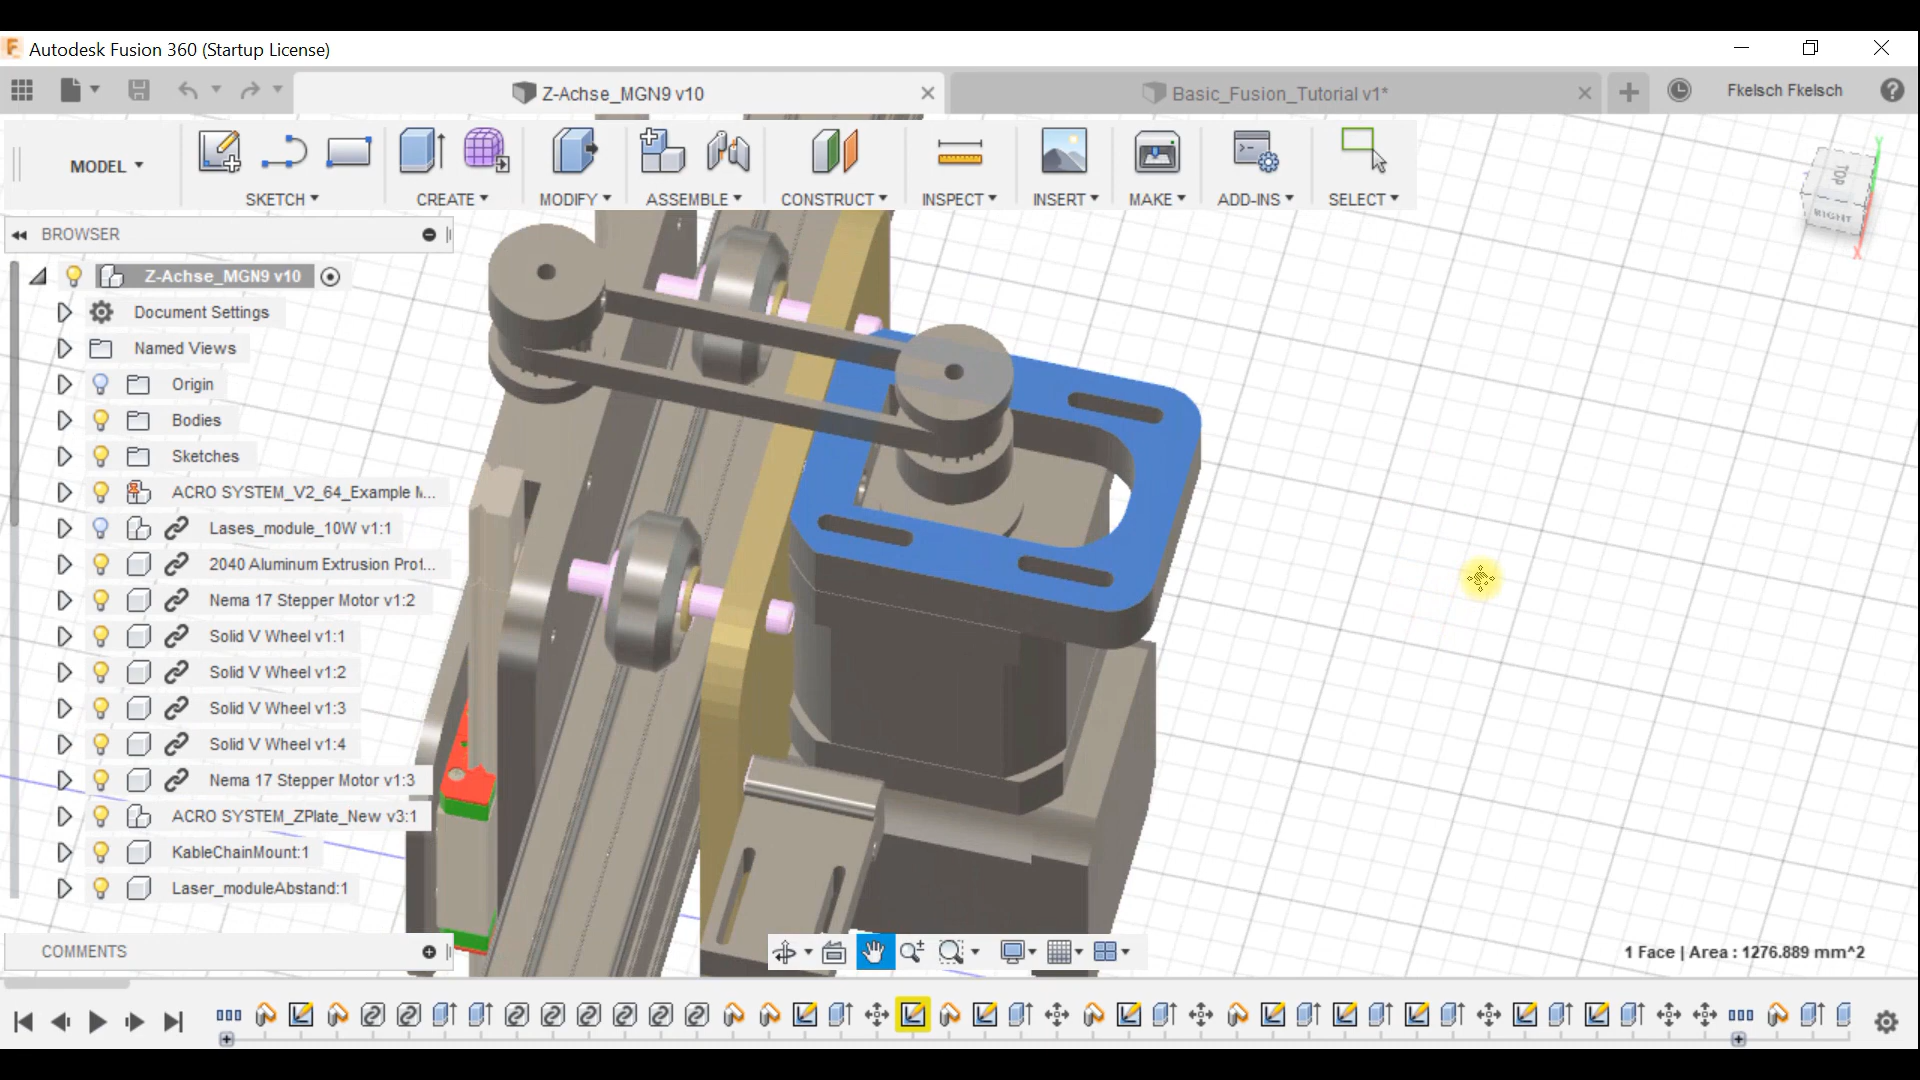 Autodesk Fusion 360 (Startup License)
Z-Achse_MGN9 v10
Basic_Fusion_Tutorial v1*
Fkelsch Fkelsch
MODEL
SKETCH
CREATE
MODIFY
ASSEMBLE
CONSTRUCT
INSPECT
INSERT
MAKE
ADD-INS
SELECT
TOP
RIGHT
Y
X
BROWSER
Z-Achse_MGN9 v10
Document Settings
Named Views
Origin
Bodies
Sketches
ACRO SYSTEM_V2_64_Example
Lases_module_10W v1:1
2040 Aluminum Extrusion Prof...
Nema 17 Stepper Motor v1:2
Solid V Wheel v1:1
Solid V Wheel v1:2
Solid V Wheel v1:3
Solid V Wheel v1:4
Nema 17 Stepper Motor v1:3
ACRO SYSTEM_ZPlate_New v3:1
KableChainMount:1
Laser_moduleAbstand:1
COMMENTS
1 Face | Area : 1276.889 mm^2